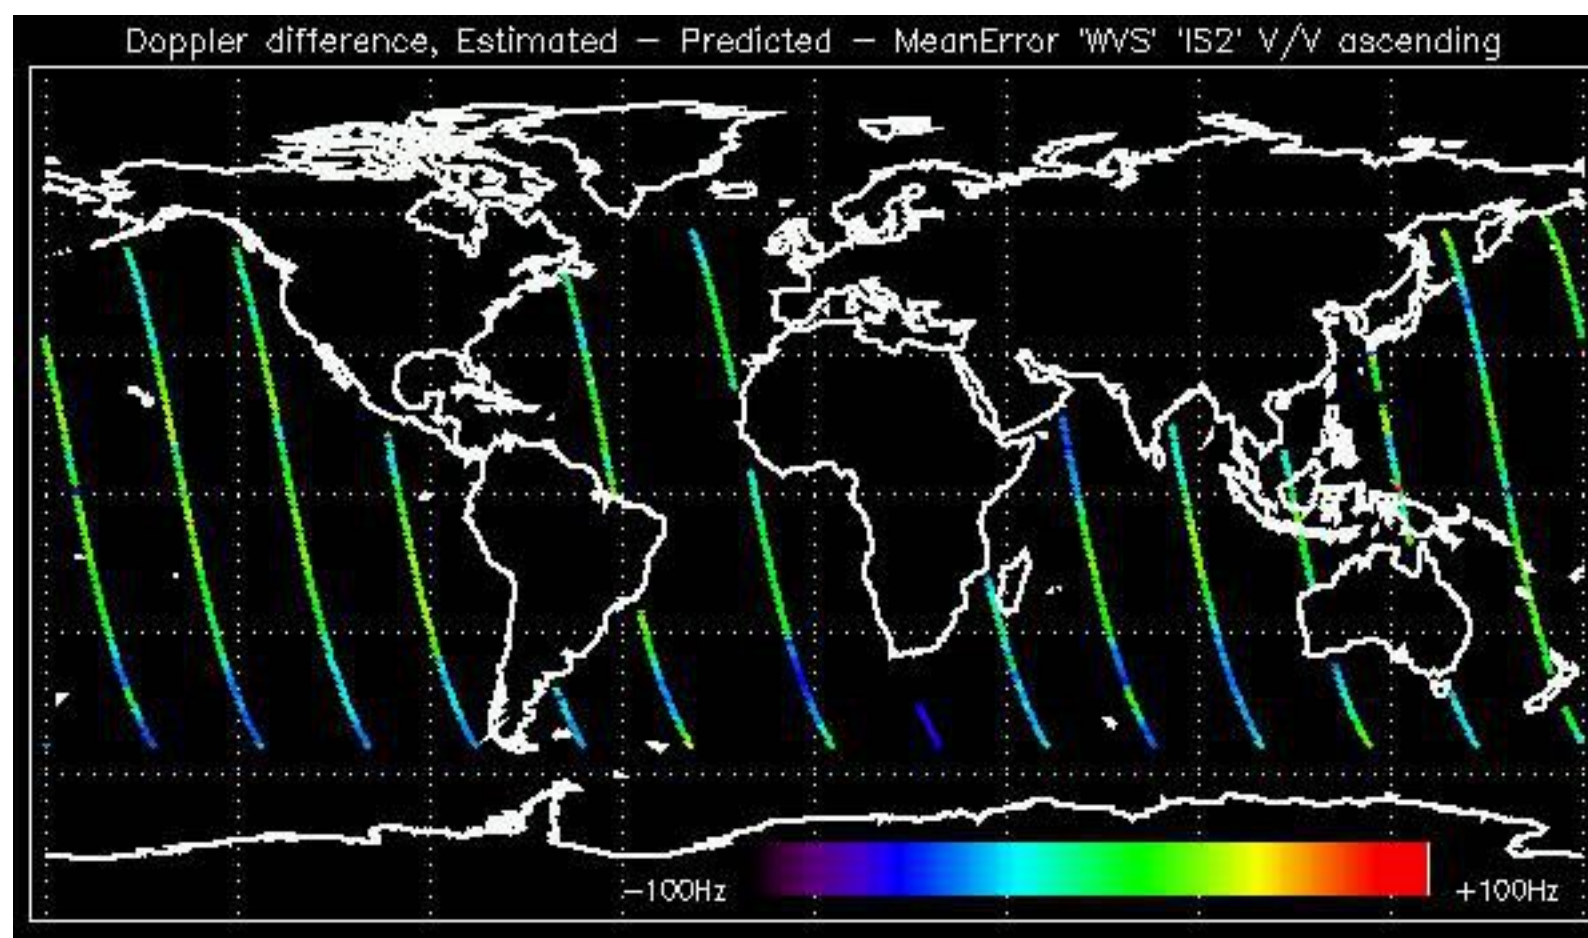 Doppler difference, Estimated − Predicted − MeanError 'WVS' 'IS2' V/V ascending
−100Hz +100Hz